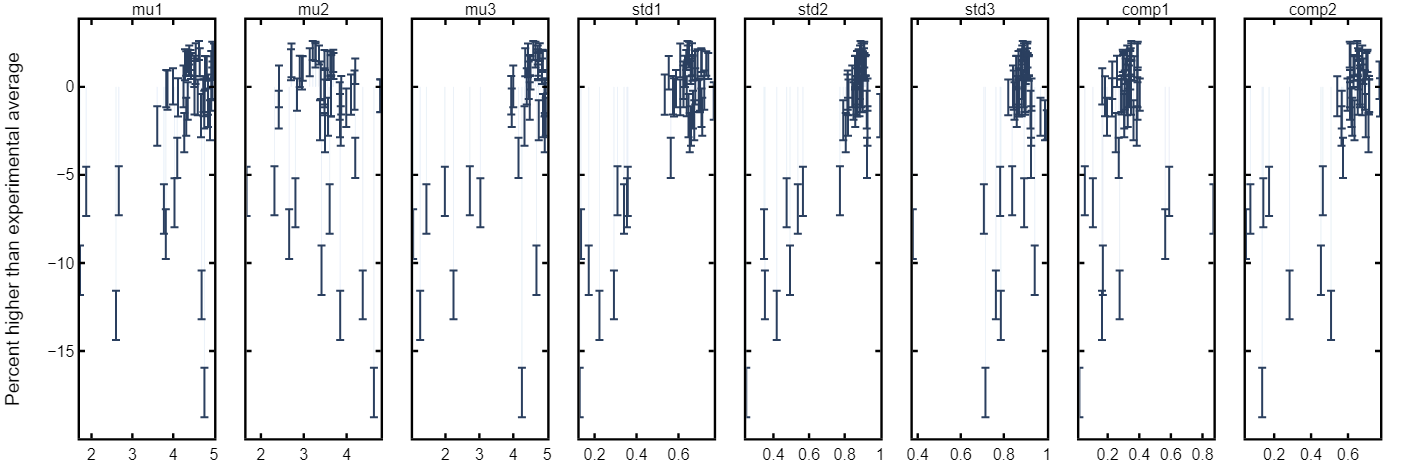 mu1 mu2 mu3 std1 std2 std3 comp1 comp2
Percent higher than experimental average
0
−5
−10
−15
2 3 4 5 2 3 4 2 3 4 5 0.2 0.4 0.6 0.4 0.6 0.8 1 0.4 0.6 0.8 1 0.2 0.4 0.6 0.8 0.2 0.4 0.6